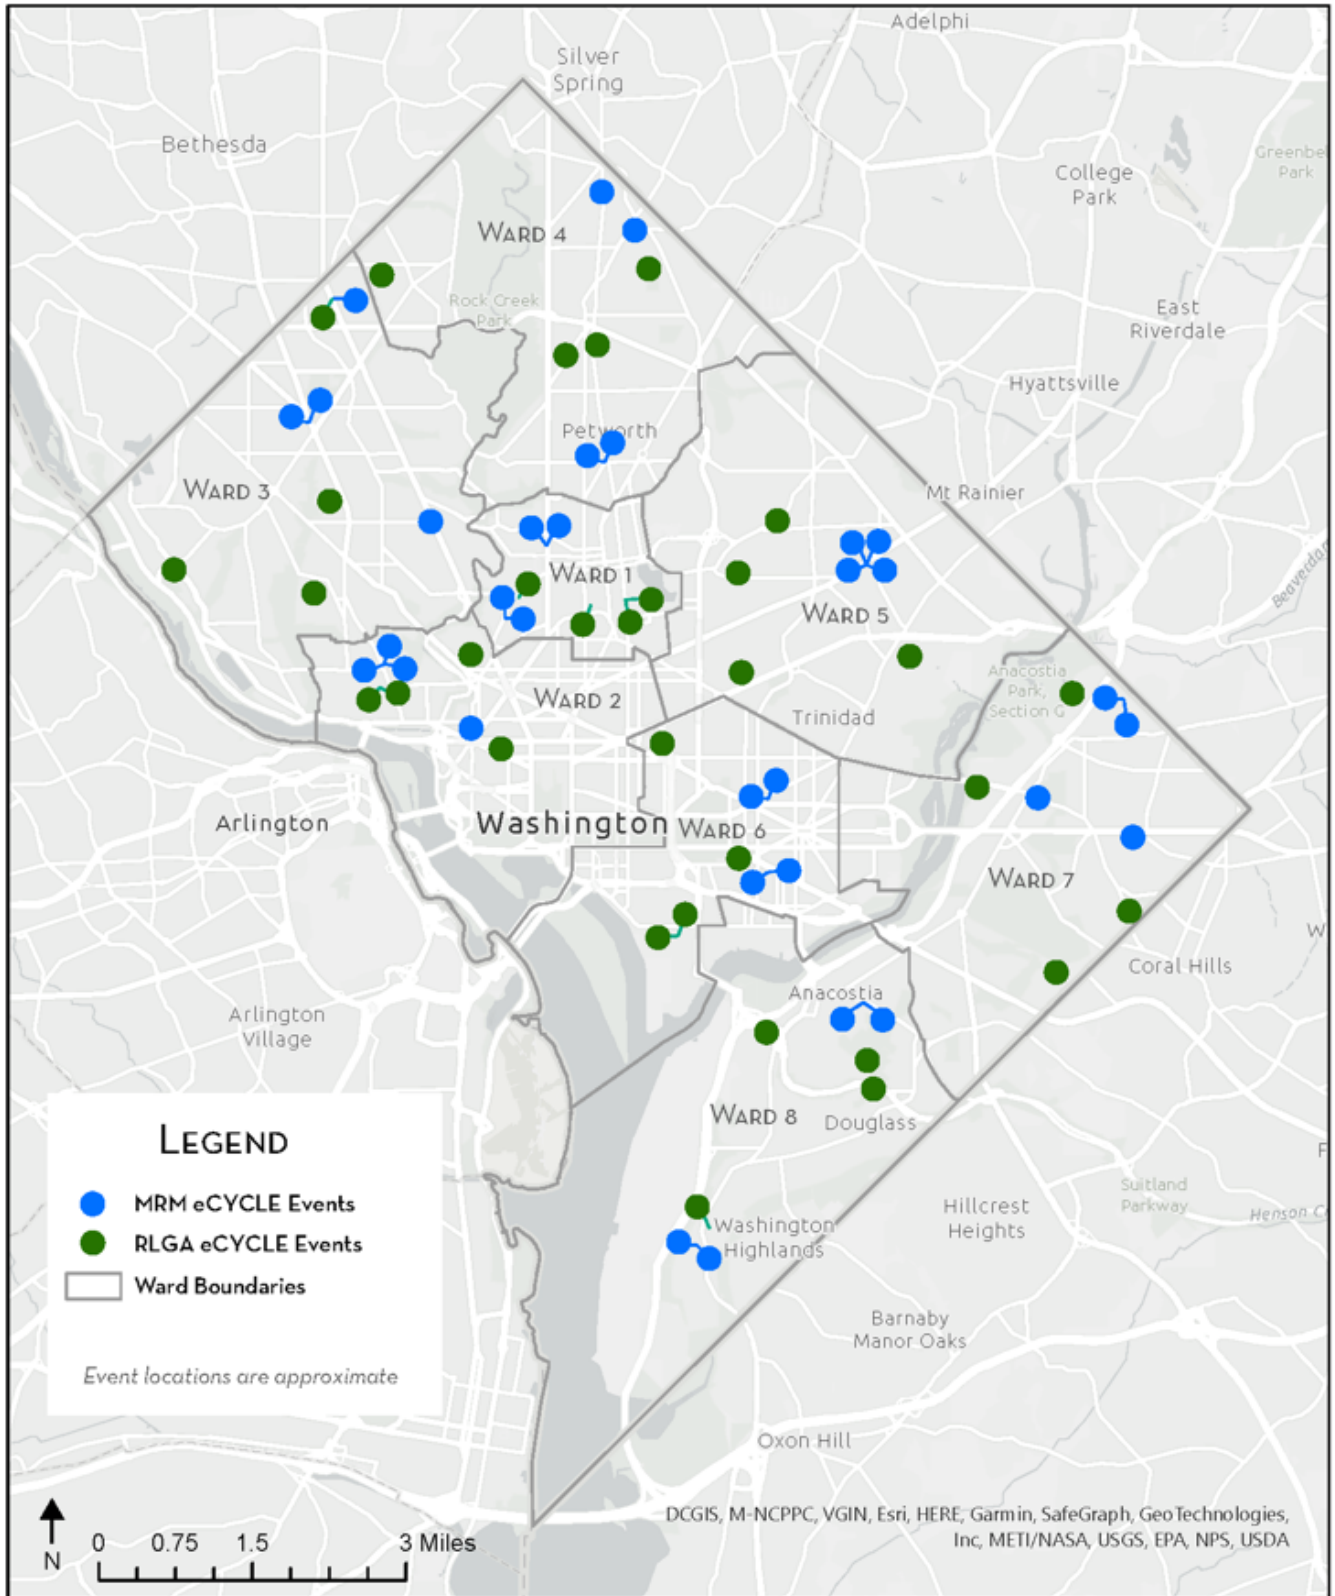 Adelphi
Silver
Spring
Bethesda
College
Park
Park
WARD 4
Rock Creek
Park
East
Riverdale
Hyattsville
Petworth
WARD 3
Mt Rainier
WARD 1
WARD 5
Anacostia
Park,
Section G
WARD 2
Trinidad
Arlington
Washington
WARD 6
WARD 7
Coral Hills
Anacostia
Arlington
Village
WARD 8
Douglass
Suitland
Parkway
Hillcrest
Heights
Henson
Washington
Highlands
Barnaby
Manor Oaks
Oxon Hill
LEGEND
MRM eCYCLE Events
RLGA eCYCLE Events
Ward Boundaries
Event locations are approximate
N
0 0.75 1.5 3 Miles
DCGIS, M-NCPPC, VGIN, Esri, HERE, Garmin, SafeGraph, GeoTechnologies,
Inc, METI/NASA, USGS, EPA, NPS, USDA